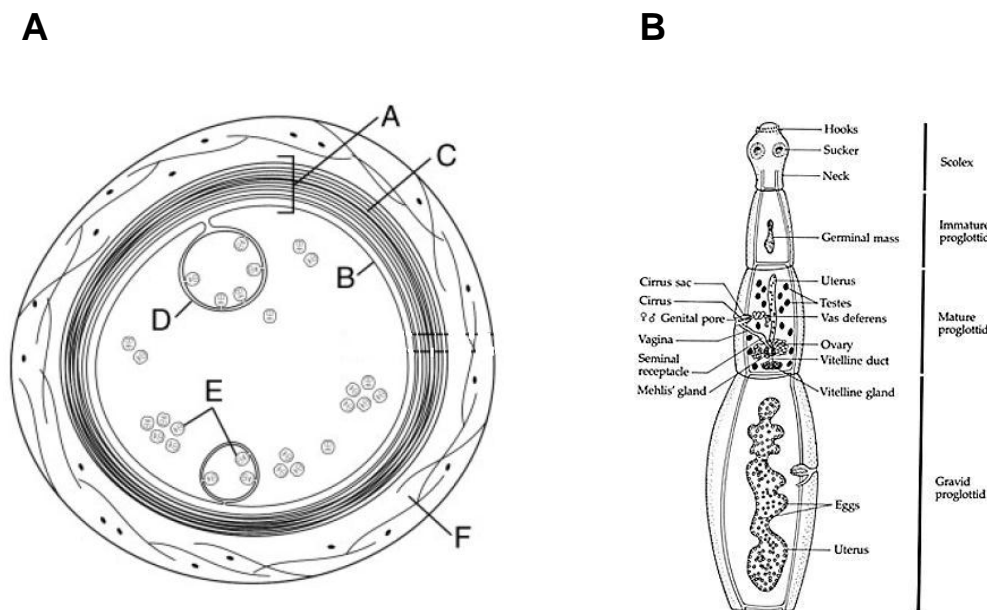 A
B
A
C
B
D
E
F
Hooks
Sucker
Neck
Scolex
Germinal mass
Immature
proglottid
Cirrus sac
Cirrus
♀♂ Genital pore
Vagina
Seminal
receptacle
Mehlis' gland
Uterus
Testes
Vas deferens
Ovary
Vitelline duct
Vitelline gland
Mature
proglottid
Eggs
Uterus
Gravid
proglottid